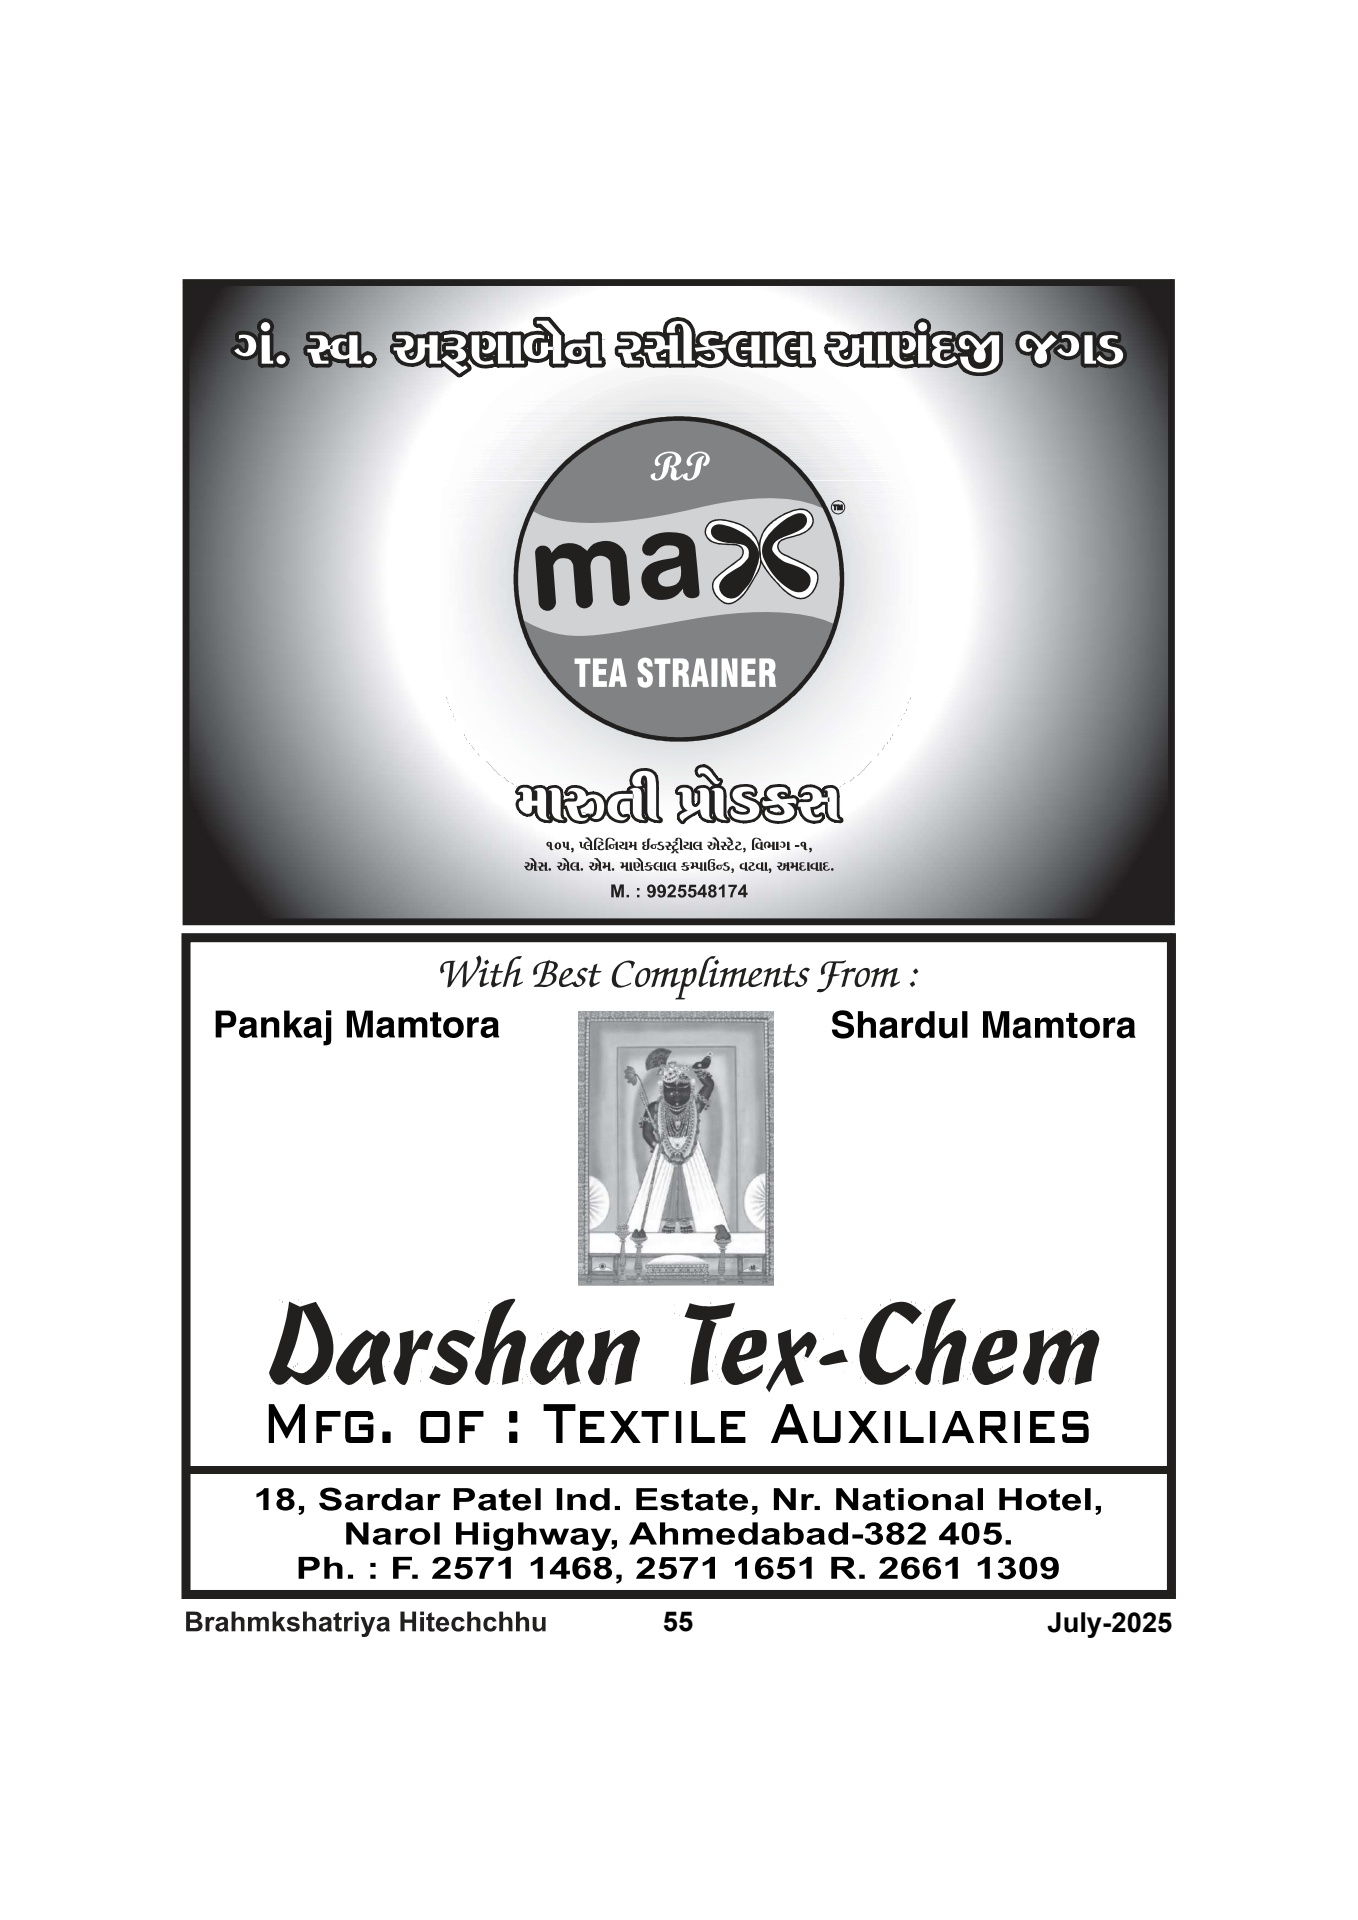 ગં. સ્વ. અરૂણાબેન રસીકલાલ આણંદજી જગડ
RP
max TM
TEA STRAINER
મારુતી પ્રોડક્સ
૧૦૫, પ્લેટિનિયમ ઈન્ડસ્ટ્રીયલ એસ્ટેટ, વિભાગ -૧,
એસ. એલ. એમ. માણેકલાલ કમ્પાઉન્ડ, વટવા, અમદાવાદ.
M. : 9925548174
With Best Compliments From :
Pankaj Mamtora Shardul Mamtora
Darshan Tex-Chem
MFG. OF : TEXTILE AUXILIARIES
18, Sardar Patel Ind. Estate, Nr. National Hotel,
Narol Highway, Ahmedabad-382 405.
Ph. : F. 2571 1468, 2571 1651 R. 2661 1309
Brahmkshatriya Hitechchhu 55 July-2025